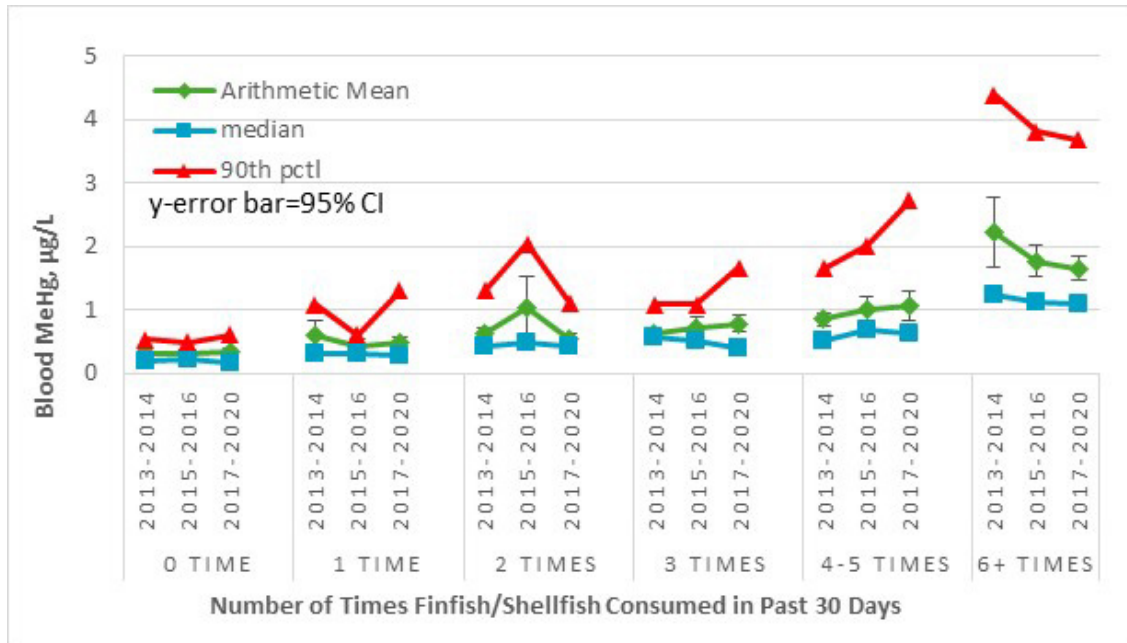 5
4
3
2
1
0
Blood MeHg, µg/L
Arithmetic Mean
median
90th pctl
y-error bar=95% CI
2013-2014
2015-2016
2017-2020
2013-2014
2015-2016
2017-2020
2013-2014
2015-2016
2017-2020
2013-2014
2015-2016
2017-2020
2013-2014
2015-2016
2017-2020
2013-2014
2015-2016
2017-2020
0 TIME
1 TIME
2 TIMES
3 TIMES
4-5 TIMES
6+ TIMES
Number of Times Finfish/Shellfish Consumed in Past 30 Days